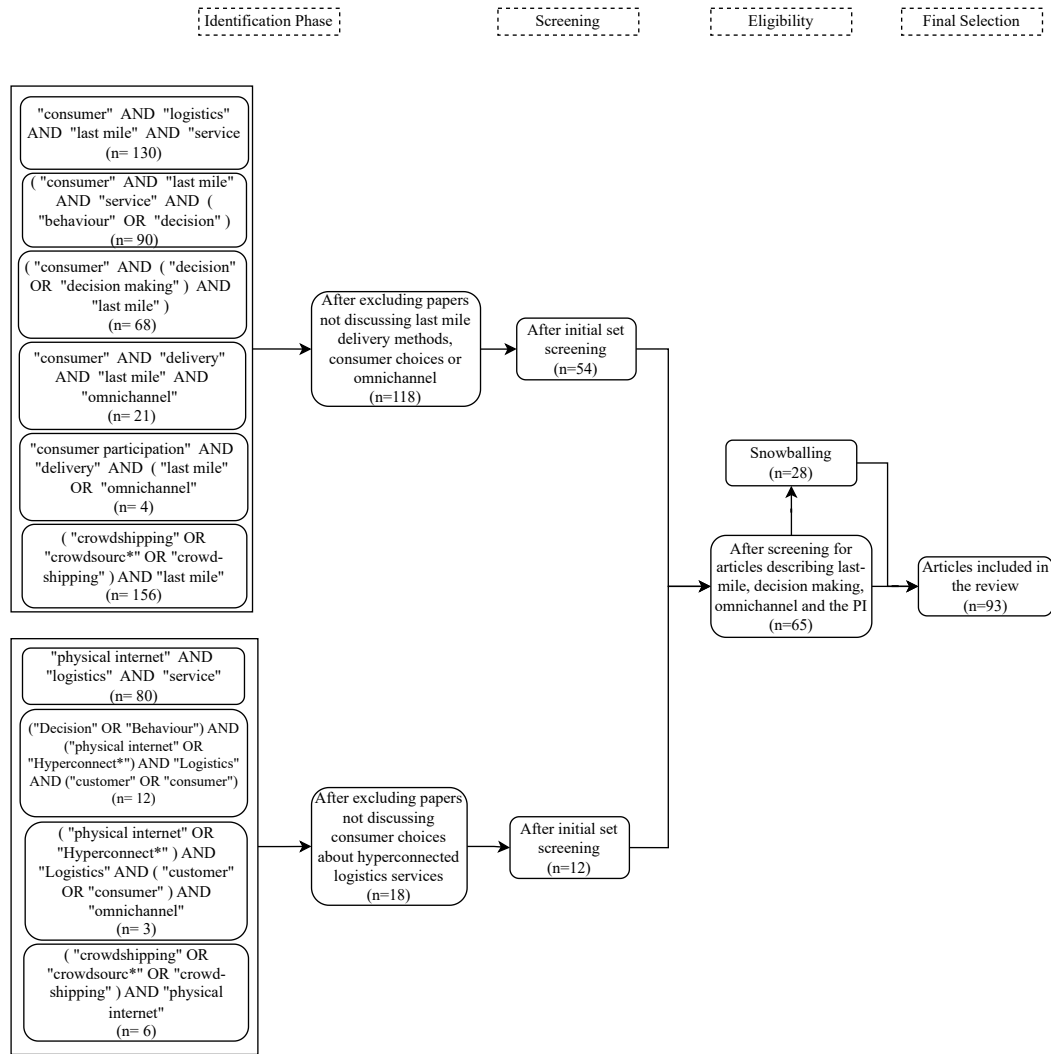 Identification Phase
Screening
Eligibility
Final Selection
"consumer" AND "logistics"
AND "last mile" AND "service
(n= 130)
( "consumer" AND "last mile"
AND "service" AND (
"behaviour" OR "decision" )
(n= 90)
( "consumer" AND ( "decision"
OR "decision making" ) AND
"last mile" )
(n= 68)
"consumer" AND "delivery"
AND "last mile" AND
"omnichannel"
(n= 21)
"consumer participation" AND
"delivery" AND ( "last mile"
OR "omnichannel"
(n= 4)
( "crowdshipping" OR
"crowdsourc*" OR "crowd-
shipping" ) AND "last mile"
(n= 156)
After excluding papers
not discussing last mile
delivery methods,
consumer choices or
omnichannel
(n=118)
After initial set
screening
(n=54)
Snowballing
(n=28)
After screening for
articles describing last-
mile, decision making,
omnichannel and the PI
(n=65)
Articles included in
the review
(n=93)
"physical internet" AND
"logistics" AND "service"
(n= 80)
("Decision" OR "Behaviour") AND
("physical internet" OR
"Hyperconnect*") AND "Logistics"
AND ("customer" OR "consumer")
(n= 12)
( "physical internet" OR
"Hyperconnect*" ) AND
"Logistics" AND ( "customer"
OR "consumer" ) AND
"omnichannel"
(n= 3)
( "crowdshipping" OR
"crowdsourc*" OR "crowd-
shipping" ) AND "physical
internet"
(n= 6)
After excluding papers
not discussing
consumer choices
about hyperconnected
logistics services
(n=18)
After initial set
screening
(n=12)